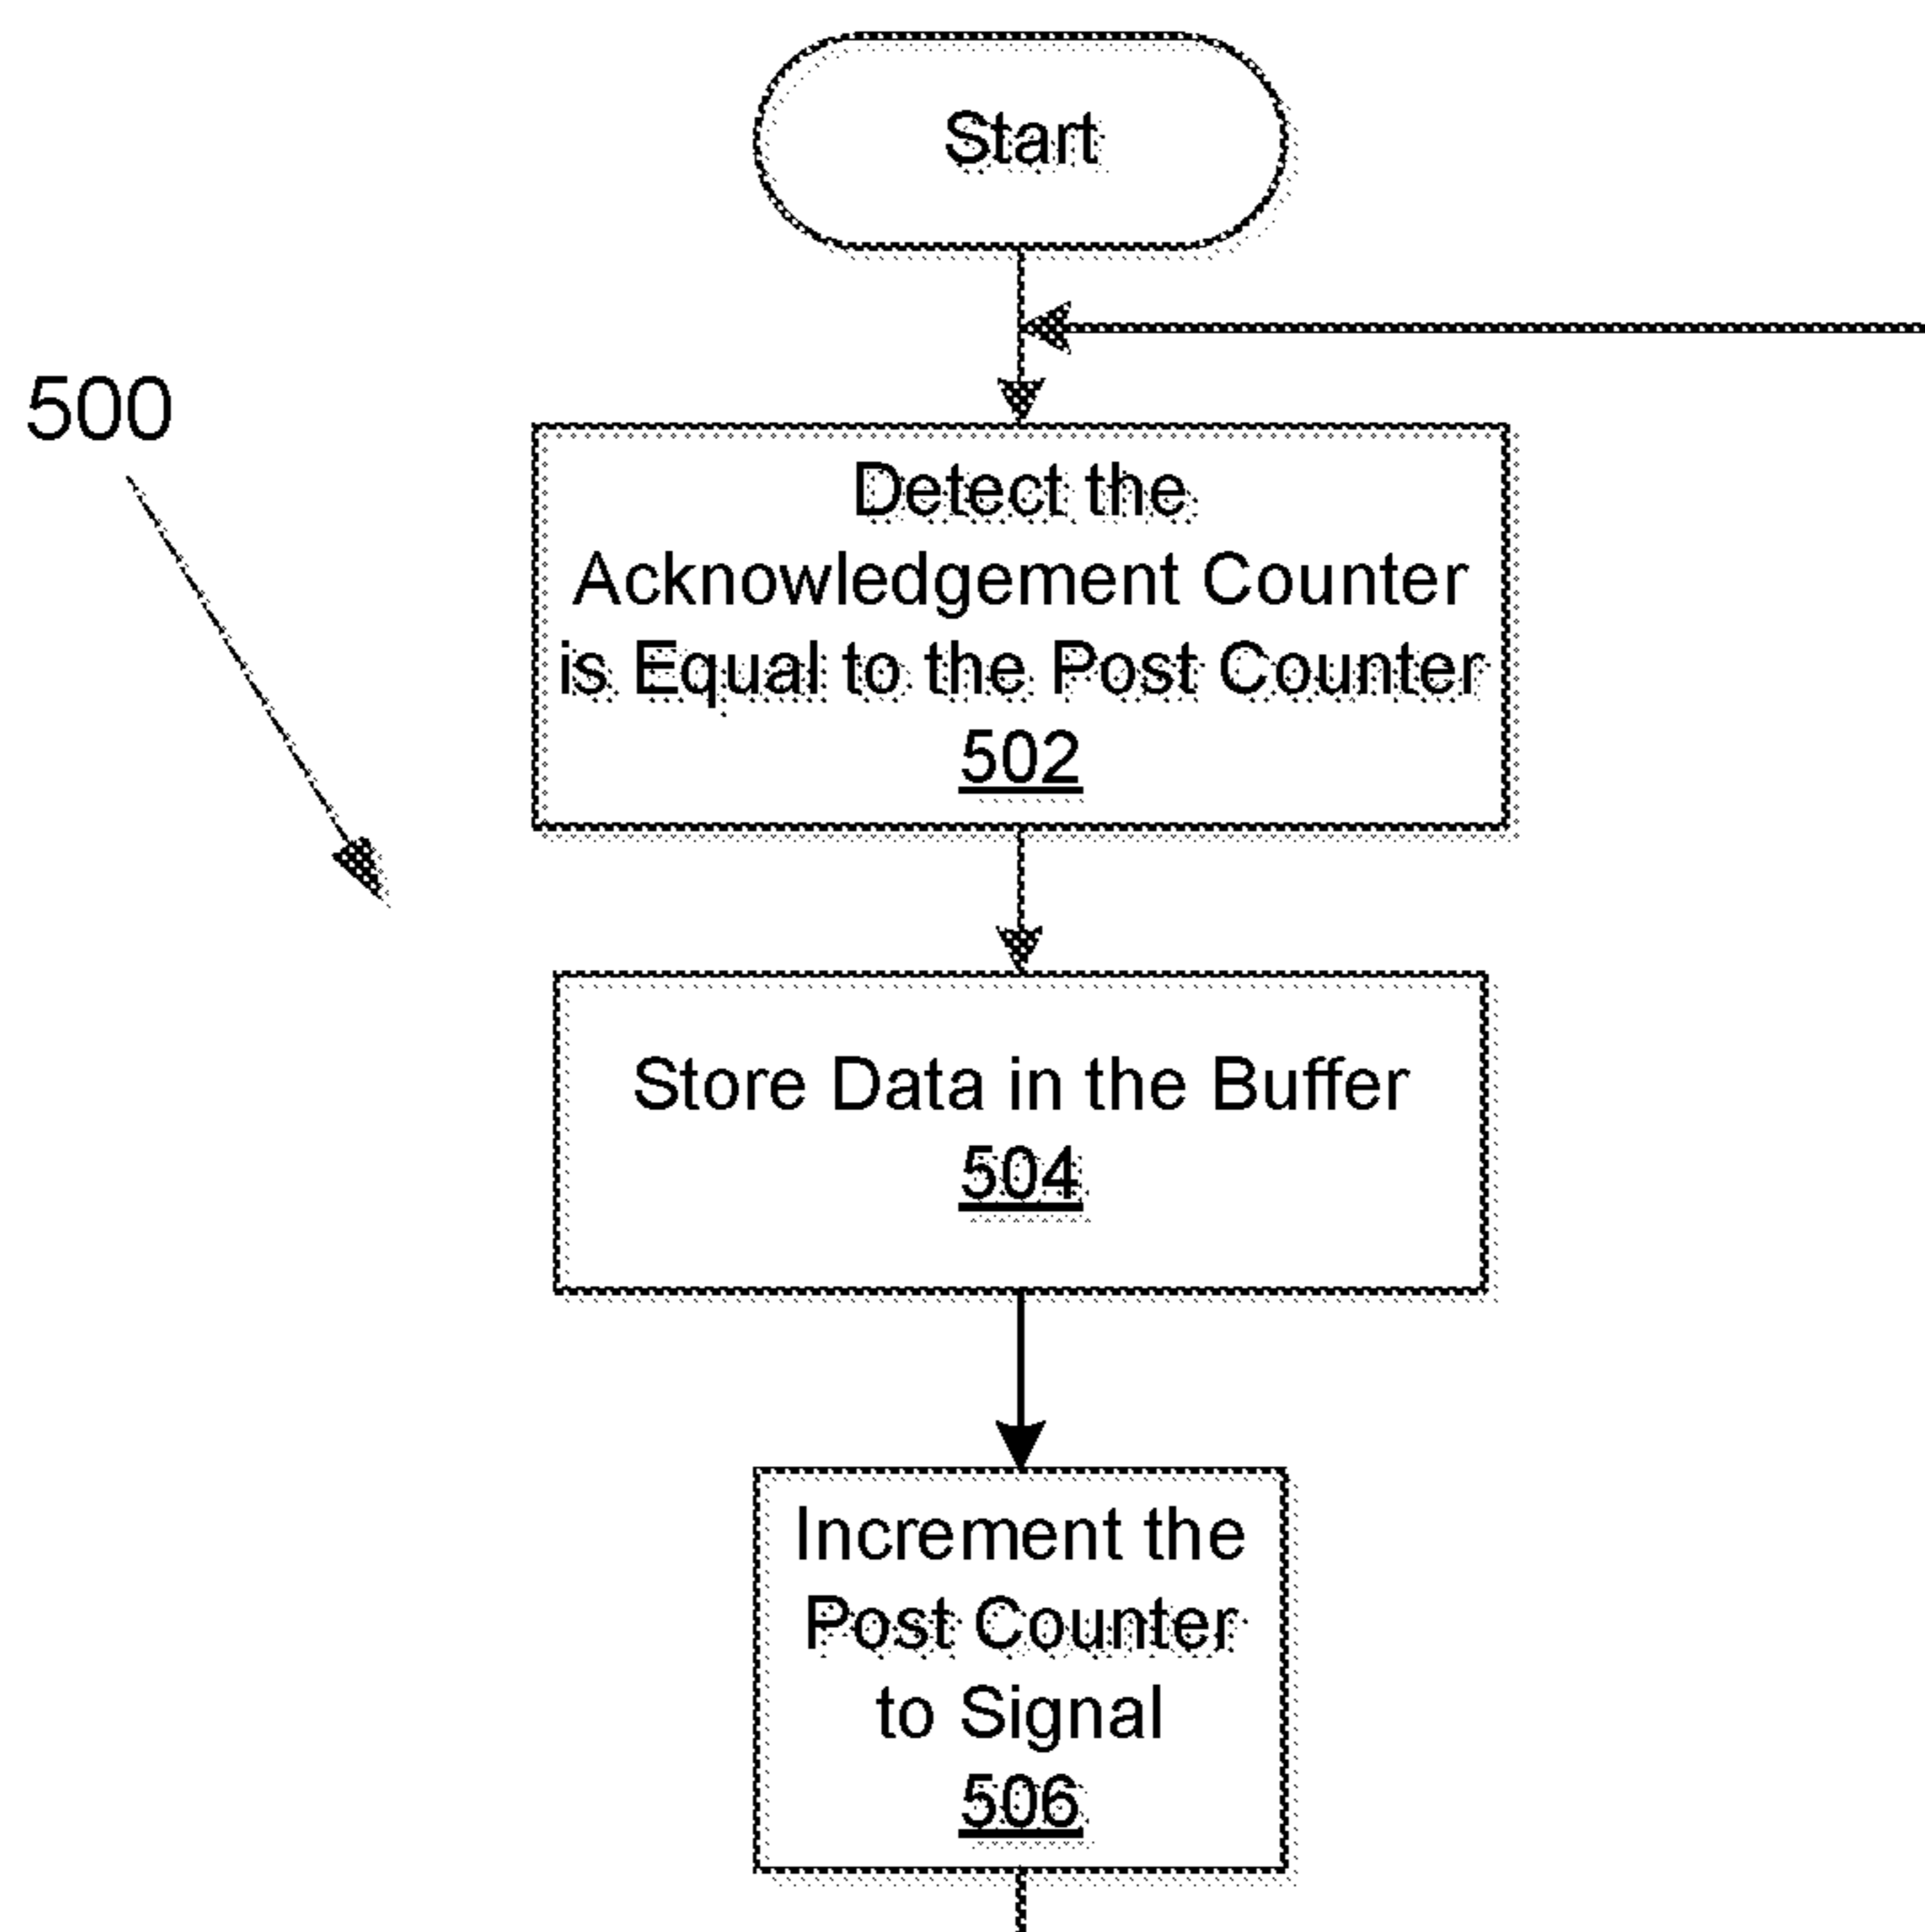 Start
500
Detect the
Acknowledgement Counter
is Equal to the Post Counter
502
Store Data in the Buffer
504
Increment the
Post Counter
to Signal
506